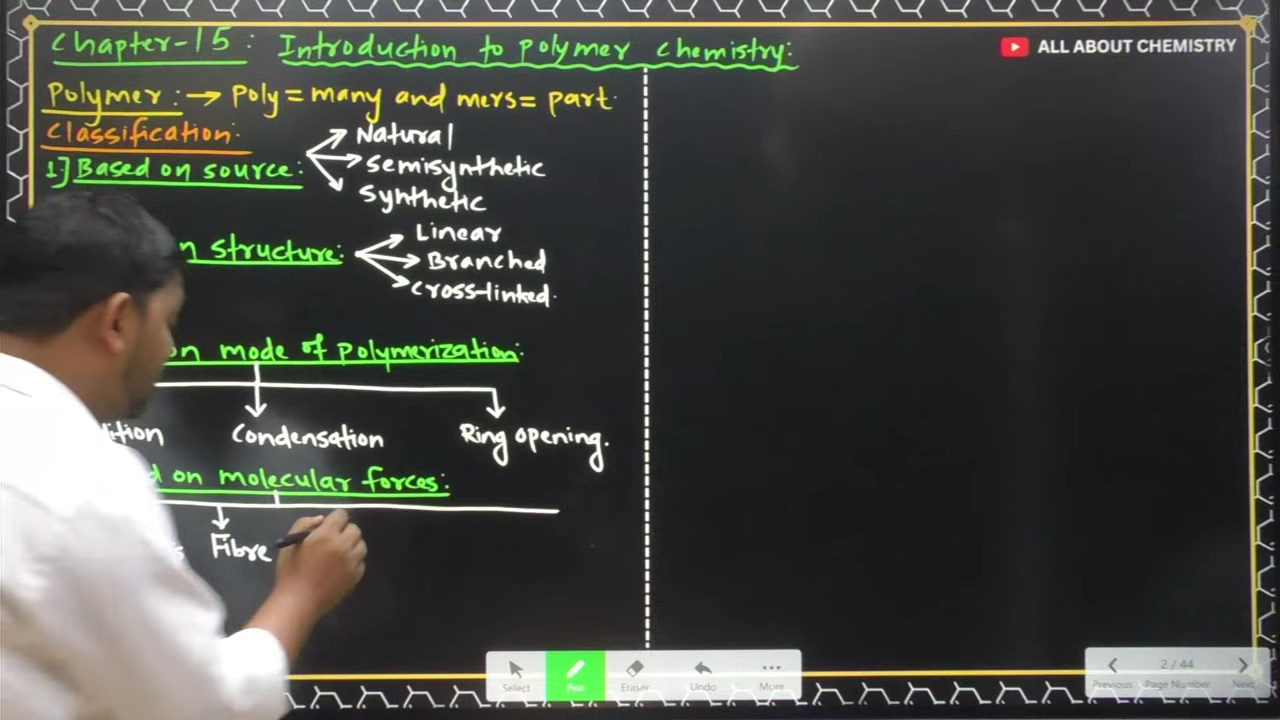 Chapter-15: Introduction to polymer chemistry:
ALL ABOUT CHEMISTRY
Polymer: → Poly = many and mers = part.
Classification:
1] Based on source:
Natural
Semisynthetic
Synthetic
structure:
Linear
Branched
Cross-linked.
on mode of polymerization:
Condensation
Ring opening.
on molecular forces:
Fibre
Select
Pen
Eraser
Undo
More
Previous
2 / 44
Page Number
Next